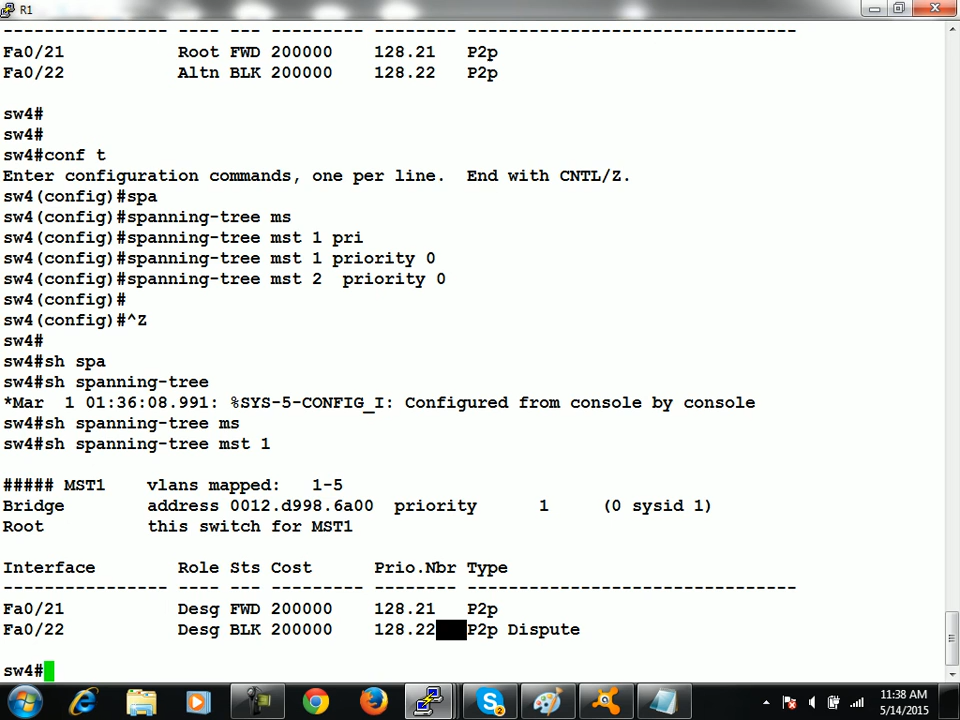 R1
---------------- ---- --- --------- -------- --------------------------------
Fa0/21           Root FWD 200000    128.21   P2p
Fa0/22           Altn BLK 200000    128.22   P2p
sw4#
sw4#
sw4#conf t
Enter configuration commands, one per line.  End with CNTL/Z.
sw4(config)#spa
sw4(config)#spanning-tree ms
sw4(config)#spanning-tree mst 1 pri
sw4(config)#spanning-tree mst 1 priority 0
sw4(config)#spanning-tree mst 2  priority 0
sw4(config)#
sw4(config)#^Z
sw4#
sw4#sh spa
sw4#sh spanning-tree
*Mar  1 01:36:08.991: %SYS-5-CONFIG_I: Configured from console by console
sw4#sh spanning-tree ms
sw4#sh spanning-tree mst 1
##### MST1    vlans mapped:   1-5
Bridge        address 0012.d998.6a00  priority      1     (0 sysid 1)
Root          this switch for MST1
Interface        Role Sts Cost      Prio.Nbr Type
---------------- ---- --- --------- -------- --------------------------------
Fa0/21           Desg FWD 200000    128.21   P2p
Fa0/22           Desg BLK 200000    128.22   P2p Dispute
sw4#
2
11:38 AM
5/14/2015